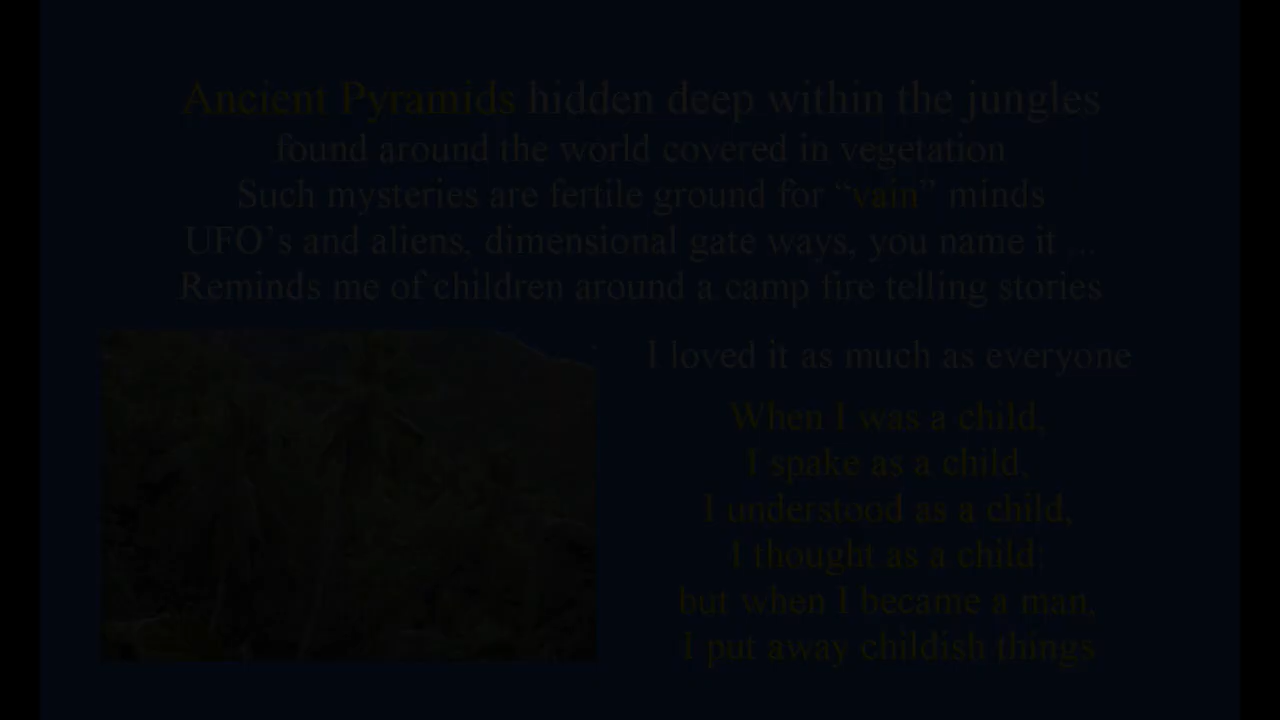 Ancient Pyramids hidden deep within the jungles
found around the world covered in vegetation
Such mysteries are fertile ground for “vain” minds
UFO`s and aliens, dimensional gate ways, you name it ...
Reminds me of children around a camp fire telling stories
I loved it as much as everyone
When I was a child,
I spake as a child,
I understood as a child,
I thought as a child:
but when I became a man,
I put away childish things